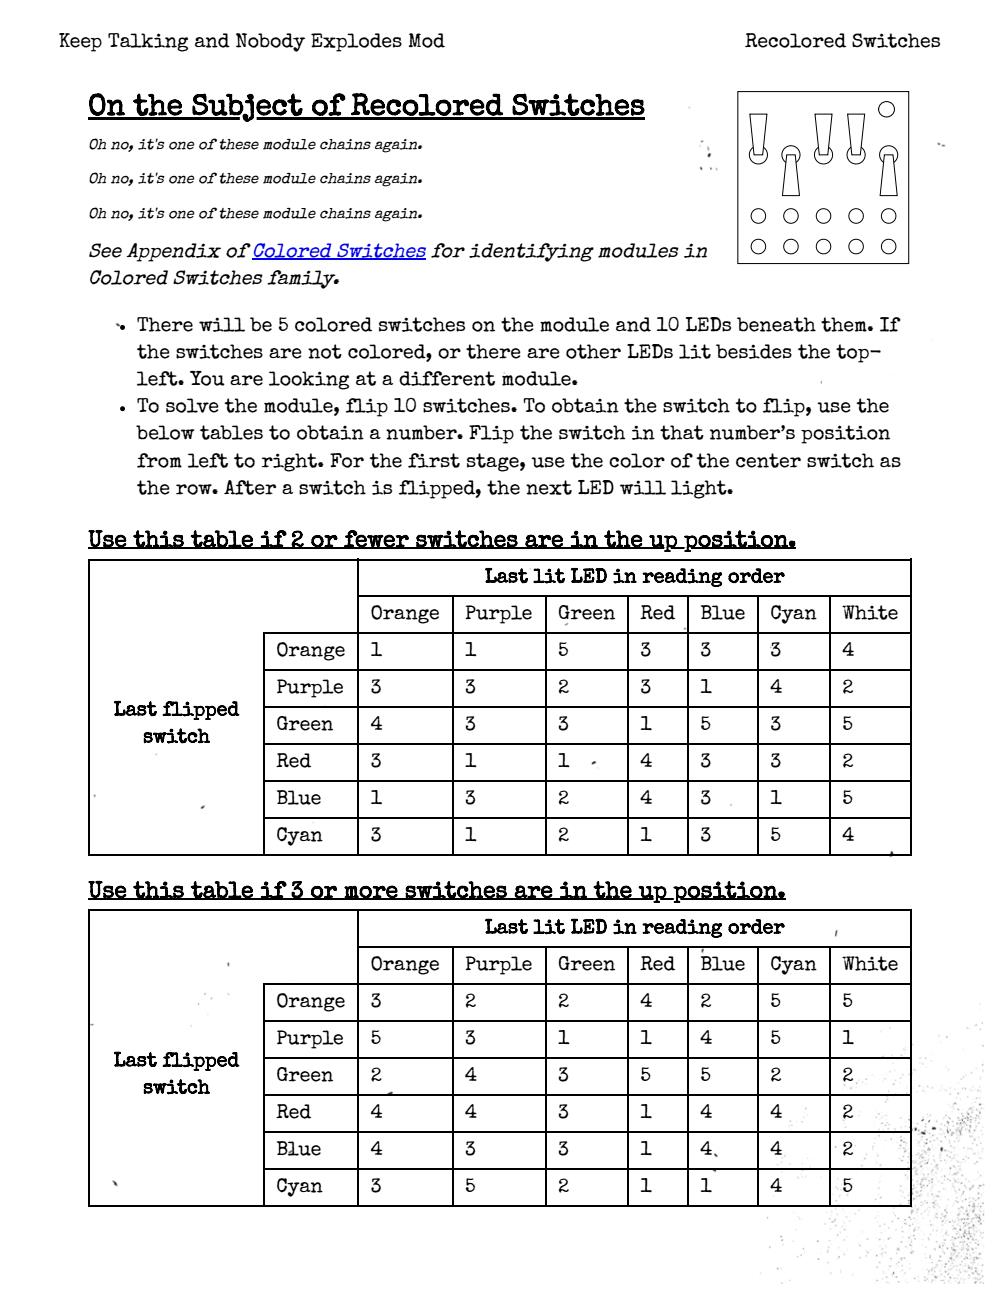 Keep Talking and Nobody Explodes Mod
Recolored Switches
On the Subject of Recolored Switches
Oh no, it's one of these module chains again.
Oh no, it's one of these module chains again.
Oh no, it's one of these module chains again.
See Appendix of Colored Switches for identifying modules in
Colored Switches family.
• There will be 5 colored switches on the module and 10 LEDs beneath them. If
the switches are not colored, or there are other LEDs lit besides the top-
left. You are looking at a different module.
• To solve the module, flip 10 switches. To obtain the switch to flip, use the
below tables to obtain a number. Flip the switch in that number’s position
from left to right. For the first stage, use the color of the center switch as
the row. After a switch is flipped, the next LED will light.
Use this table if 2 or fewer switches are in the up position.
Last lit LED in reading order
Orange Purple Green Red Blue Cyan White
Orange 1 1 5 3 3 3 4
Purple 3 3 2 3 1 4 2
Last flipped
switch
Green 4 3 3 1 5 3 5
Red 3 1 1 4 3 3 2
Blue 1 3 2 4 3 1 5
Cyan 3 1 2 1 3 5 4
Use this table if 3 or more switches are in the up position.
Last lit LED in reading order
Orange Purple Green Red Blue Cyan White
Orange 3 2 2 4 2 5 5
Purple 5 3 1 1 4 5 1
Last flipped
switch
Green 2 4 3 5 5 2 2
Red 4 4 3 1 4 4 2
Blue 4 3 3 1 4 4 2
Cyan 3 5 2 1 1 4 5